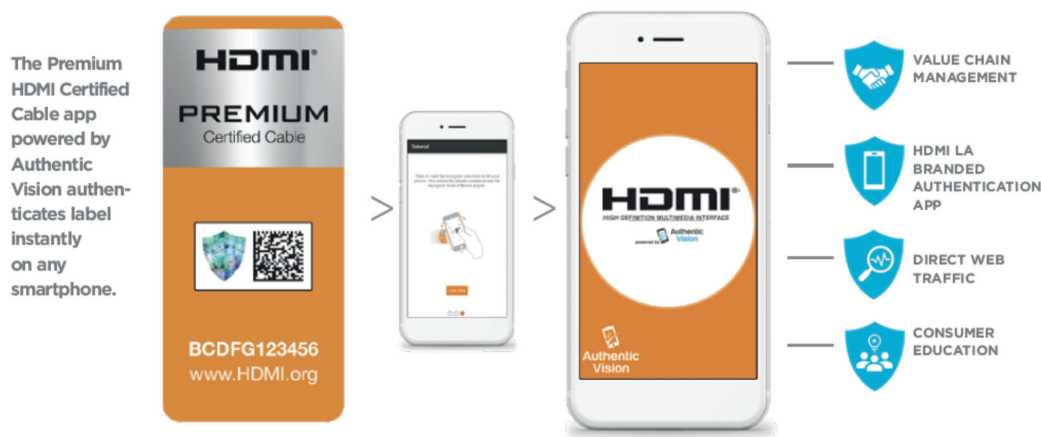 The Premium
HDMI Certified
Cable app
powered by
Authentic
Vision authen-
ticates label
instantly
on any
smartphone.
HDMI®
PREMIUM
Certified Cable
BCDFG123456
www.HDMI.org
>
Tutorial
>
HDMI®
HIGH-DEFINITION MULTIMEDIA INTERFACE
powered by Authentic
Vision
Authentic
Vision
VALUE CHAIN
MANAGEMENT
HDMI LA
BRANDED
AUTHENTICATION
APP
DIRECT WEB
TRAFFIC
CONSUMER
EDUCATION